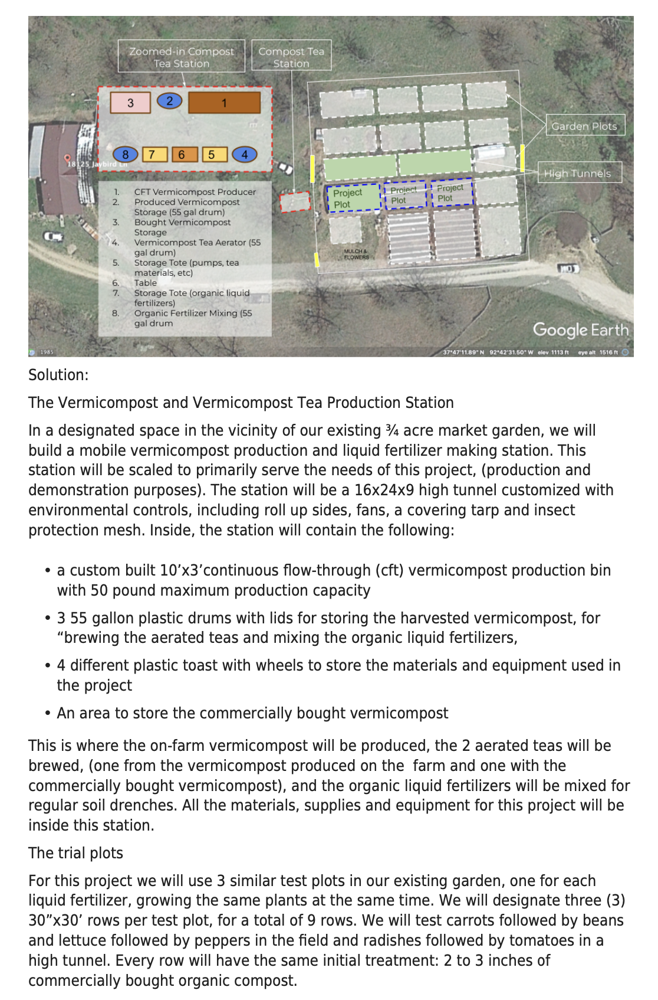 Zoomed-in Compost
Tea Station
Compost Tea
Station
3
2
1
8
7
6
5
4
18125 Jaybird Ln
Garden Plots
High Tunnels
Project
Plot
Project
Plot
Project
Plot
MULCH &
FLOWERS
1. CFT Vermicompost Producer
2. Produced Vermicompost
Storage (55 gal drum)
3. Bought Vermicompost
Storage
4. Vermicompost Tea Aerator (55
gal drum)
5. Storage Tote (pumps, tea
materials, etc)
6. Table
7. Storage Tote (organic liquid
fertilizers)
8. Organic Fertilizer Mixing (55
gal drum
Google Earth
1985
37°47'11.89" N 92°42'31.50" W elev 1113 ft eye alt 1516 ft
Solution:
The Vermicompost and Vermicompost Tea Production Station
In a designated space in the vicinity of our existing ¾ acre market garden, we will
build a mobile vermicompost production and liquid fertilizer making station. This
station will be scaled to primarily serve the needs of this project, (production and
demonstration purposes). The station will be a 16x24x9 high tunnel customized with
environmental controls, including roll up sides, fans, a covering tarp and insect
protection mesh. Inside, the station will contain the following:
• a custom built 10’x3’continuous flow-through (cft) vermicompost production bin
with 50 pound maximum production capacity
• 3 55 gallon plastic drums with lids for storing the harvested vermicompost, for
“brewing the aerated teas and mixing the organic liquid fertilizers,
• 4 different plastic toast with wheels to store the materials and equipment used in
the project
• An area to store the commercially bought vermicompost
This is where the on-farm vermicompost will be produced, the 2 aerated teas will be
brewed, (one from the vermicompost produced on the  farm and one with the
commercially bought vermicompost), and the organic liquid fertilizers will be mixed for
regular soil drenches. All the materials, supplies and equipment for this project will be
inside this station.
The trial plots
For this project we will use 3 similar test plots in our existing garden, one for each
liquid fertilizer, growing the same plants at the same time. We will designate three (3)
30”x30’ rows per test plot, for a total of 9 rows. We will test carrots followed by beans
and lettuce followed by peppers in the field and radishes followed by tomatoes in a
high tunnel. Every row will have the same initial treatment: 2 to 3 inches of
commercially bought organic compost.